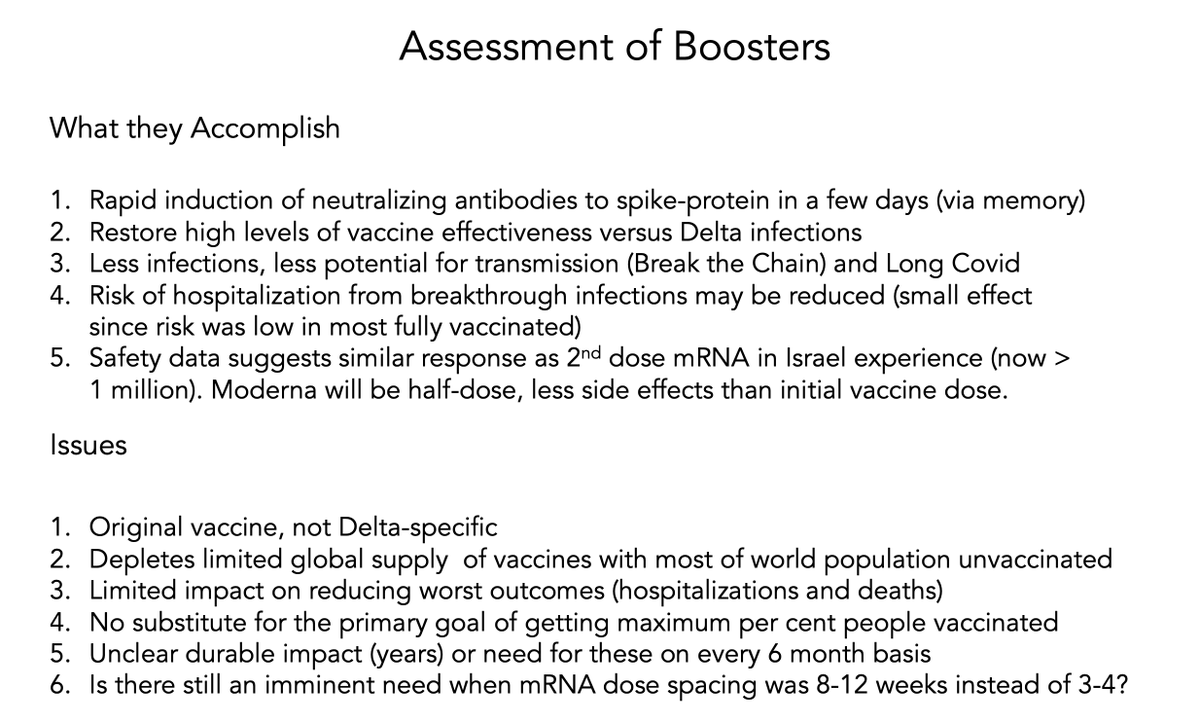 Assessment of Boosters
What they Accomplish
1. Rapid induction of neutralizing antibodies to spike-protein in a few days (via memory)
2. Restore high levels of vaccine effectiveness versus Delta infections
3. Less infections, less potential for transmission (Break the Chain) and Long Covid
4. Risk of hospitalization from breakthrough infections may be reduced (small effect
since risk was low in most fully vaccinated)
5. Safety data suggests similar response as 2nd dose mRNA in Israel experience (now >
1 million). Moderna will be half-dose, less side effects than initial vaccine dose.
Issues
1. Original vaccine, not Delta-specific
2. Depletes limited global supply  of vaccines with most of world population unvaccinated
3. Limited impact on reducing worst outcomes (hospitalizations and deaths)
4. No substitute for the primary goal of getting maximum per cent people vaccinated
5. Unclear durable impact (years) or need for these on every 6 month basis
6. Is there still an imminent need when mRNA dose spacing was 8-12 weeks instead of 3-4?